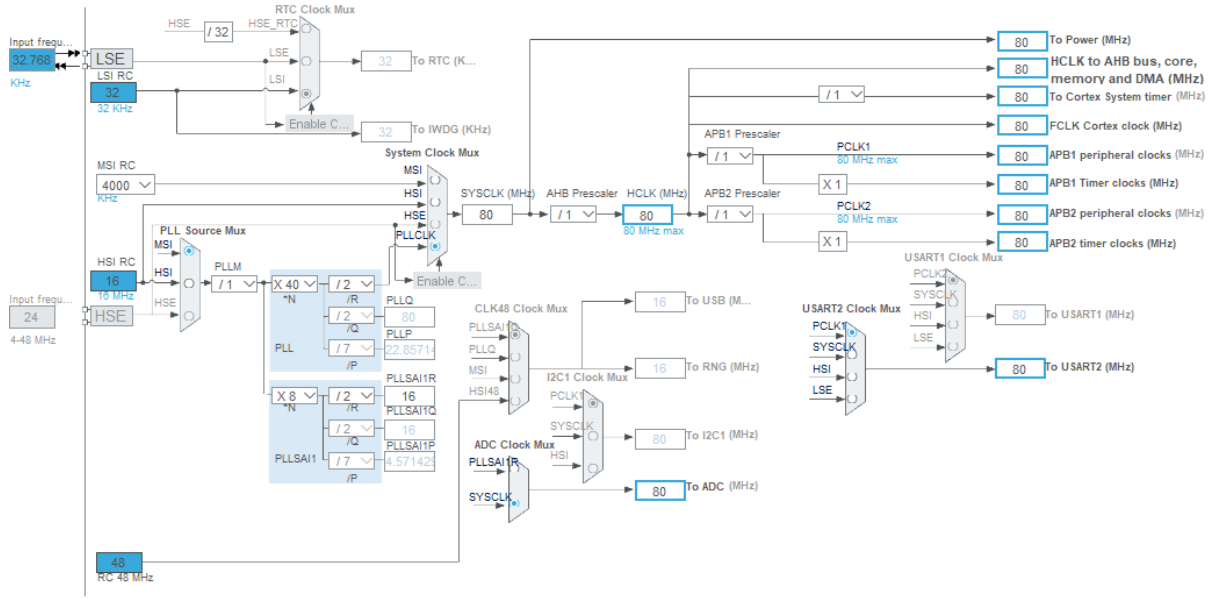 RTC Clock Mux
HSE
/ 32
HSE_RTC
Input frequ...
32.768
KHz
LSE
LSE
32
To RTC (K...
LSI RC
32
32 KHz
LSI
Enable C...
32
To IWDG (KHz)
80
To Power (MHz)
80
HCLK to AHB bus, core,
memory and DMA (MHz)
/ 1
80
To Cortex System timer (MHz)
80
FCLK Cortex clock (MHz)
APB1 Prescaler
/ 1
PCLK1
80 MHz max
80
APB1 peripheral clocks (MHz)
X 1
80
APB1 Timer clocks (MHz)
System Clock Mux
MSI RC
4000
KHz
MSI
HSI
HSE
PLLCLK
Enable C...
SYSCLK (MHz)
80
AHB Prescaler
/ 1
HCLK (MHz)
80
80 MHz max
APB2 Prescaler
/ 1
PCLK2
80 MHz max
80
APB2 peripheral clocks (MHz)
X 1
80
APB2 timer clocks (MHz)
PLL Source Mux
MSI
HSI RC
16
16 MHz
HSI
HSE
Input frequ...
24
4-48 MHz
HSE
PLLM
/ 1
X 40
*N
/ 2
/R
PLLQ
/ 2
80
/Q
PLLP
PLL
/ 7
22.85714
/P
PLLSAI1R
X 8
*N
/ 2
16
/R
PLLSAI1Q
/ 2
16
/Q
PLLSAI1P
PLLSAI1
/ 7
4.571429
/P
CLK48 Clock Mux
PLLSAI1Q
PLLQ
MSI
HSI48
16
To USB (M...
16
To RNG (MHz)
I2C1 Clock Mux
PCLK1
SYSCLK
HSI
80
To I2C1 (MHz)
ADC Clock Mux
PLLSAI1R
SYSCLK
80
To ADC (MHz)
USART1 Clock Mux
PCLK2
SYSCLK
HSI
LSE
80
To USART1 (MHz)
USART2 Clock Mux
PCLK1
SYSCLK
HSI
LSE
80
To USART2 (MHz)
48
RC 48 MHz